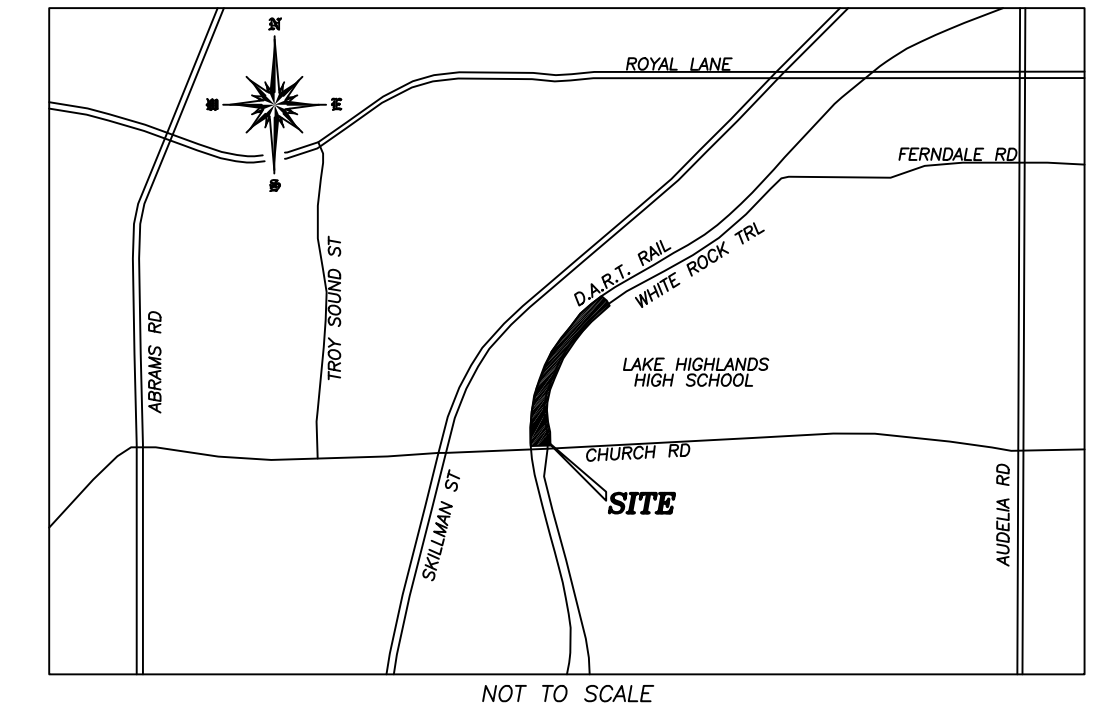 N
W
E
S
ROYAL LANE
FERNDALE RD
TROY SOUND ST
D.A.R.T. RAIL
WHITE ROCK TRL
ABRAMS RD
LAKE HIGHLANDS
HIGH SCHOOL
CHURCH RD
SKILLMAN ST
SITE
AUDELIA RD
NOT TO SCALE